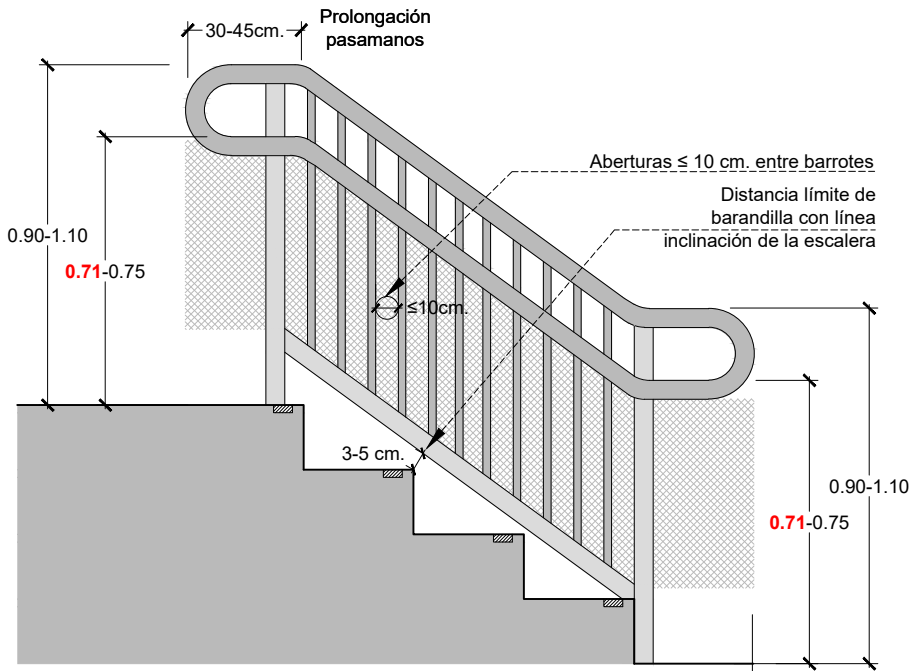 30-45cm.
Prolongación
pasamanos
Aberturas ≤ 10 cm. entre barrotes
Distancia límite de
barandilla con línea
inclinación de la escalera
0.90-1.10
0.71-0.75
≤10cm.
3-5 cm.
0.90-1.10
0.71-0.75